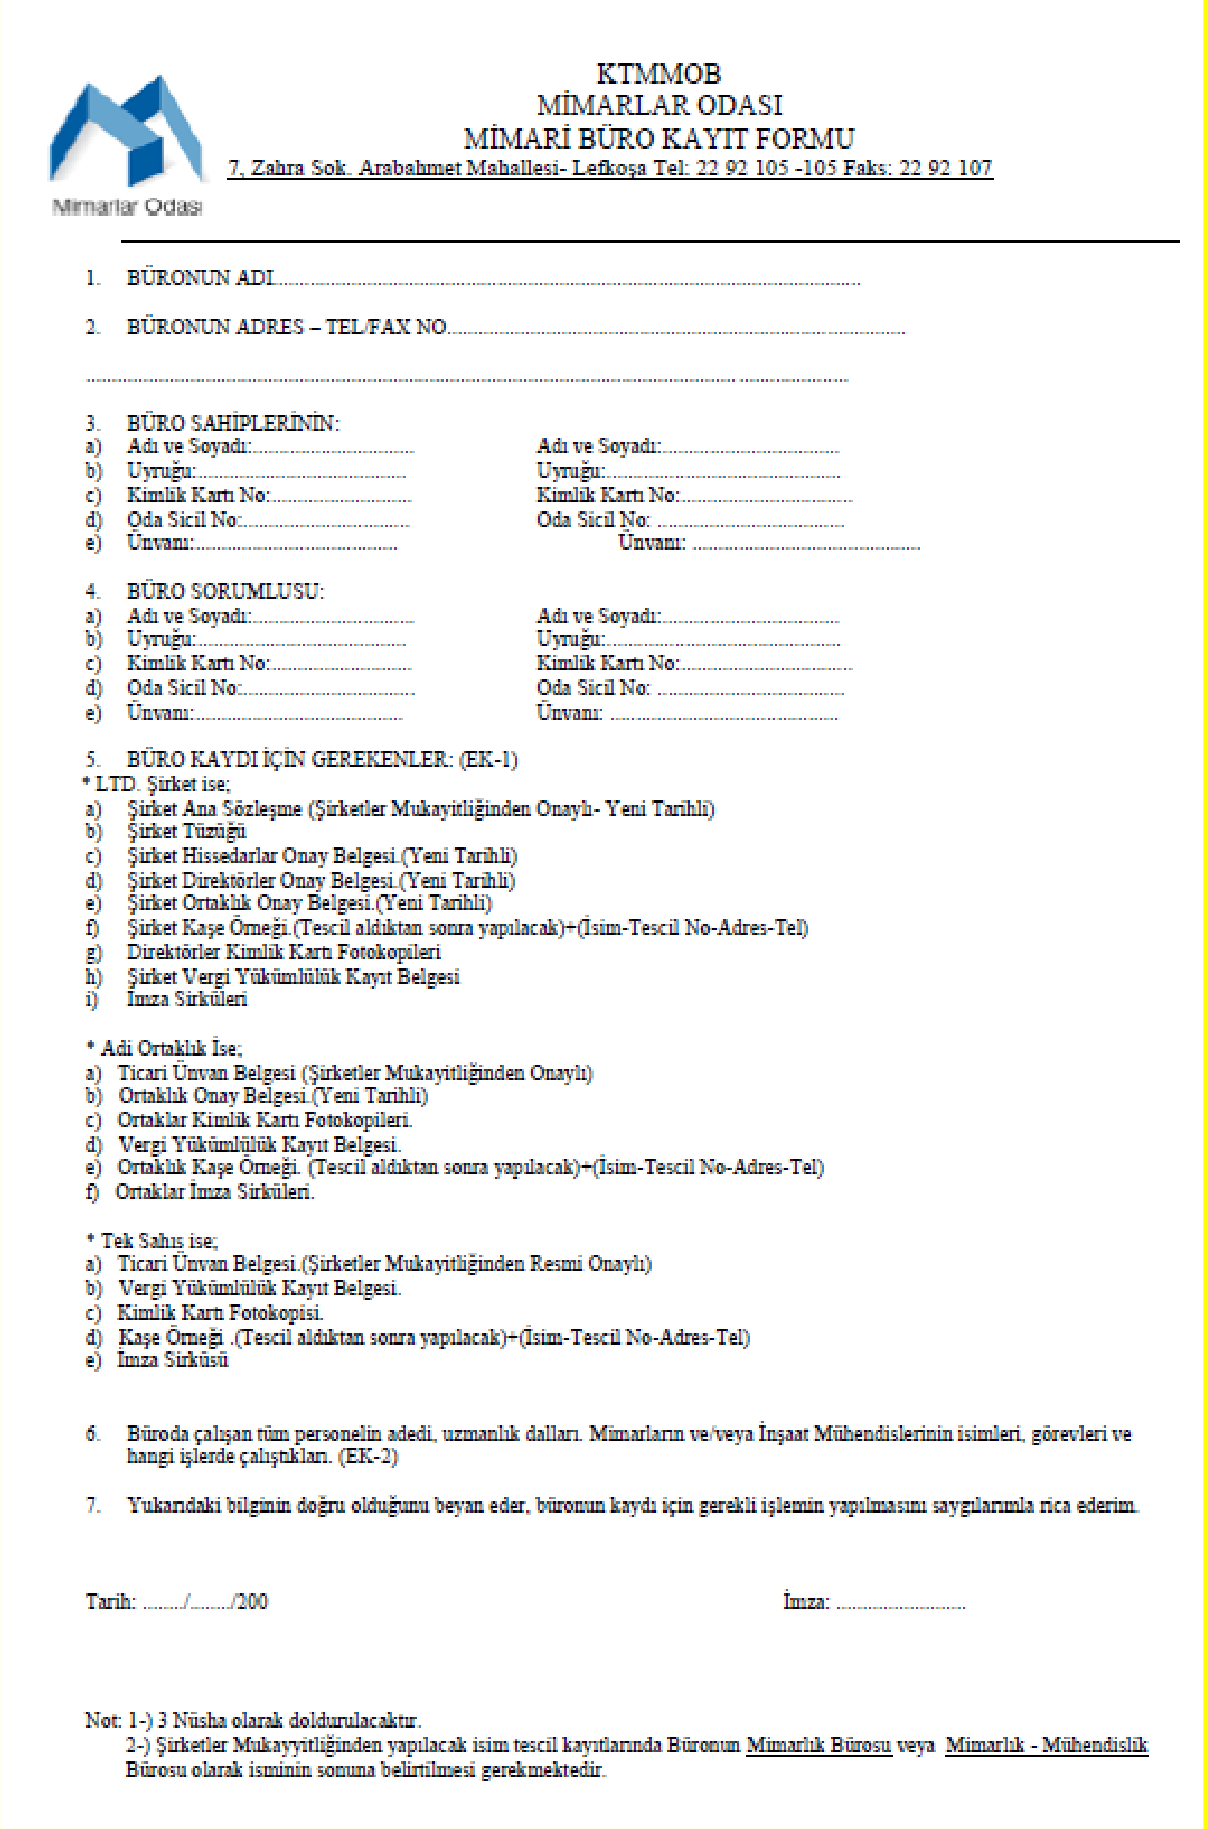 KTMMOB
MİMARLAR ODASI
MİMARİ BÜRO KAYIT FORMU
7, Zahra Sok. Arabahmet Mahallesi- Lefkoşa Tel: 22 92 105 -105 Faks: 22 92 107
Mimarlar Odası
1. BÜRONUN ADI....................
2. BÜRONUN ADRES – TEL/FAX NO....................
....................
3. BÜRO SAHİPLERİNİN:
a) Adı ve Soyadı:.................... Adı ve Soyadı:....................
b) Uyruğu:.................... Uyruğu:....................
c) Kimlik Kartı No:.................... Kimlik Kartı No:....................
d) Oda Sicil No:.................... Oda Sicil No: ....................
e) Ünvanı:.................... Ünvanı: ....................
4. BÜRO SORUMLUSU:
a) Adı ve Soyadı:.................... Adı ve Soyadı:....................
b) Uyruğu:.................... Uyruğu:....................
c) Kimlik Kartı No:.................... Kimlik Kartı No:....................
d) Oda Sicil No:.................... Oda Sicil No: ....................
e) Ünvanı:.................... Ünvanı: ....................
5. BÜRO KAYDI İÇİN GEREKENLER: (EK-1)
* LTD. Şirket ise;
a) Şirket Ana Sözleşme (Şirketler Mukayitliğinden Onaylı- Yeni Tarihli)
b) Şirket Tüzüğü
c) Şirket Hissedarlar Onay Belgesi.(Yeni Tarihli)
d) Şirket Direktörler Onay Belgesi.(Yeni Tarihli)
e) Şirket Ortaklık Onay Belgesi.(Yeni Tarihli)
f) Şirket Kaşe Örneği.(Tescil aldıktan sonra yapılacak)+(İsim-Tescil No-Adres-Tel)
g) Direktörler Kimlik Kartı Fotokopileri
h) Şirket Vergi Yükümlülük Kayıt Belgesi
i) İmza Sirküleri
* Adi Ortaklık İse;
a) Ticari Ünvan Belgesi (Şirketler Mukayitliğinden Onaylı)
b) Ortaklık Onay Belgesi.(Yeni Tarihli)
c) Ortaklar Kimlik Kartı Fotokopileri.
d) Vergi Yükümlülük Kayıt Belgesi.
e) Ortaklık Kaşe Örneği. (Tescil aldıktan sonra yapılacak)+(İsim-Tescil No-Adres-Tel)
f) Ortaklar İmza Sirküleri.
* Tek Sahıs ise;
a) Ticari Ünvan Belgesi.(Şirketler Mukayitliğinden Resmi Onaylı)
b) Vergi Yükümlülük Kayıt Belgesi.
c) Kimlik Kartı Fotokopisi.
d) Kaşe Örneği .(Tescil aldıktan sonra yapılacak)+(İsim-Tescil No-Adres-Tel)
e) İmza Sirküsü
6. Büroda çalışan tüm personelin adedi, uzmanlık dalları. Mimarların ve/veya İnşaat Mühendislerinin isimleri, görevleri ve
hangi işlerde çalıştıkları. (EK-2)
7. Yukarıdaki bilginin doğru olduğunu beyan eder, büronun kaydı için gerekli işlemin yapılmasını saygılarımla rica ederim.
Tarih: ......../......../200 İmza: ....................
Not: 1-) 3 Nüsha olarak doldurulacaktır.
2-) Şirketler Mukayyitliğinden yapılacak isim tescil kayıtlarında Büronun Mimarlık Bürosu veya Mimarlık - Mühendislik
Bürosu olarak isminin sonuna belirtilmesi gerekmektedir.